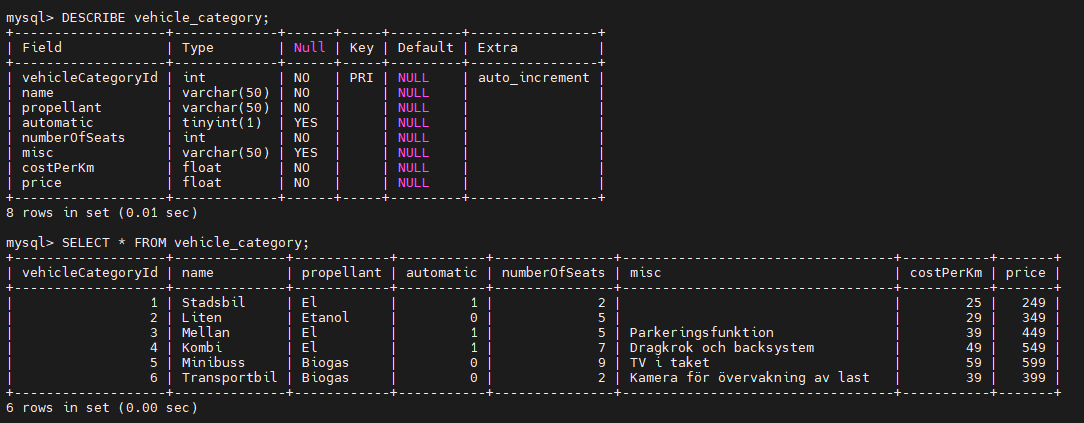 mysql> DESCRIBE vehicle_category;
+-------------------+-------------+------+-----+---------+----------------+
| Field             | Type        | Null | Key | Default | Extra          |
+-------------------+-------------+------+-----+---------+----------------+
| vehicleCategoryId | int         | NO   | PRI | NULL    | auto_increment |
| name              | varchar(50) | NO   |     | NULL    |                |
| propellant        | varchar(50) | NO   |     | NULL    |                |
| automatic         | tinyint(1)  | YES  |     | NULL    |                |
| numberOfSeats     | int         | NO   |     | NULL    |                |
| misc              | varchar(50) | YES  |     | NULL    |                |
| costPerKm         | float       | NO   |     | NULL    |                |
| price             | float       | NO   |     | NULL    |                |
+-------------------+-------------+------+-----+---------+----------------+
8 rows in set (0.01 sec)

mysql> SELECT * FROM vehicle_category;
+-------------------+--------------+------------+-----------+---------------+---------------------------------+-----------+-------+
| vehicleCategoryId | name         | propellant | automatic | numberOfSeats | misc                            | costPerKm | price |
+-------------------+--------------+------------+-----------+---------------+---------------------------------+-----------+-------+
|                 1 | Stadsbil     | El         |         1 |             2 |                                 |        25 |   249 |
|                 2 | Liten        | Etanol     |         0 |             5 |                                 |        29 |   349 |
|                 3 | Mellan       | El         |         1 |             5 | Parkeringsfunktion              |        39 |   449 |
|                 4 | Kombi        | El         |         1 |             7 | Dragkrok och backsystem         |        49 |   549 |
|                 5 | Minibuss     | Biogas     |         0 |             9 | TV i taket                      |        59 |   599 |
|                 6 | Transportbil | Biogas     |         0 |             2 | Kamera för övervakning av last  |        39 |   399 |
+-------------------+--------------+------------+-----------+---------------+---------------------------------+-----------+-------+
6 rows in set (0.00 sec)